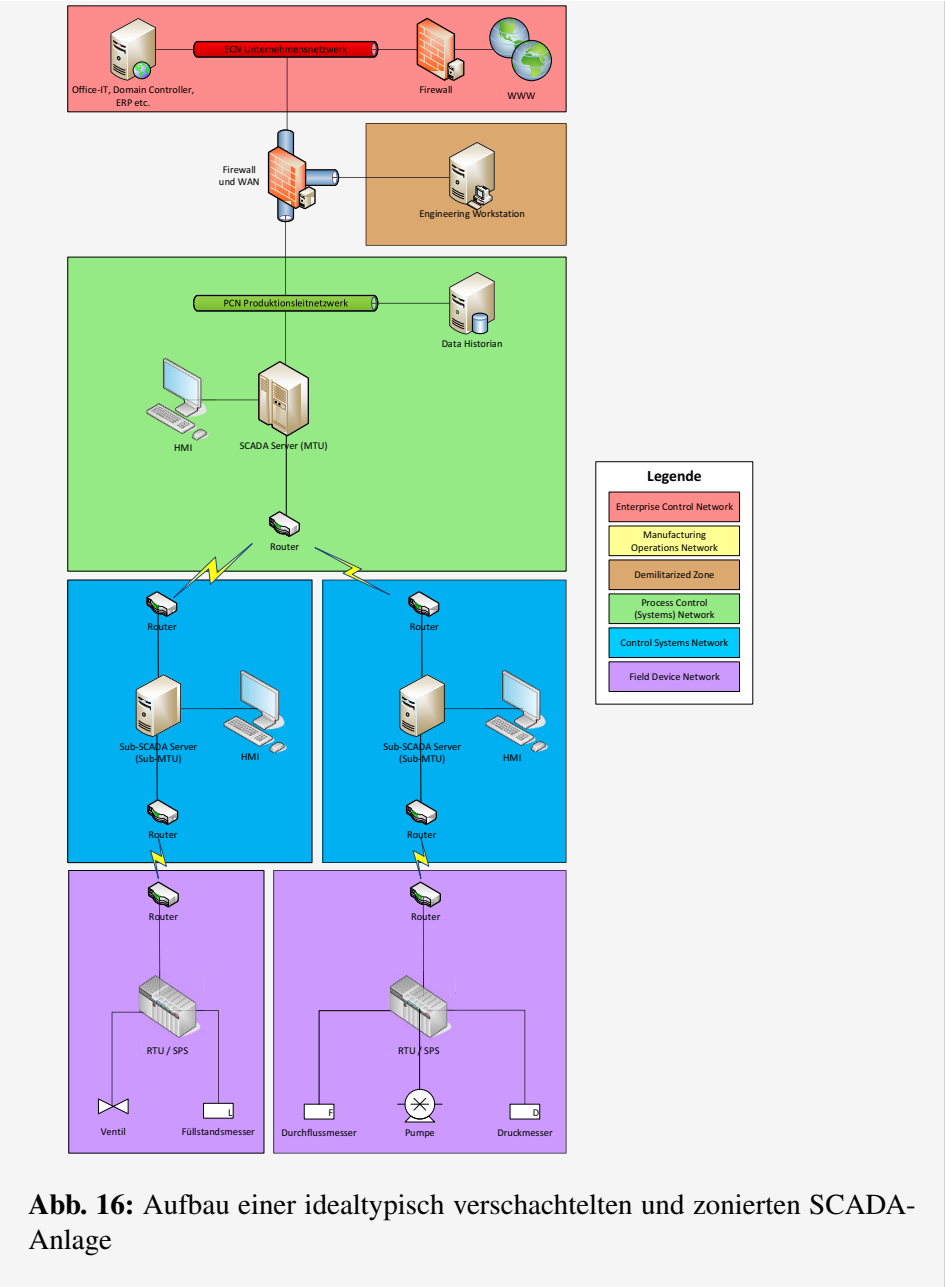 ECN Unternehmensnetzwerk
Office-IT, Domain Controller,
ERP etc.
Firewall
WWW
Firewall
und WAN
Engineering Workstation
PCN Produktionsleitnetzwerk
Data Historian
HMI
SCADA Server (MTU)
Router
Legende
Enterprise Control Network
Manufacturing
Operations Network
Demilitarized Zone
Process Control
(Systems) Network
Control Systems Network
Field Device Network
Router
Sub-SCADA Server
(Sub-MTU)
HMI
Router
Router
Sub-SCADA Server
(Sub-MTU)
HMI
Router
Router
RTU / SPS
L
Ventil
Füllstandsmesser
Router
RTU / SPS
F
D
Durchflussmesser
Pumpe
Druckmesser
Abb. 16: Aufbau einer idealtypisch verschachtelten und zonierten SCADA-
Anlage